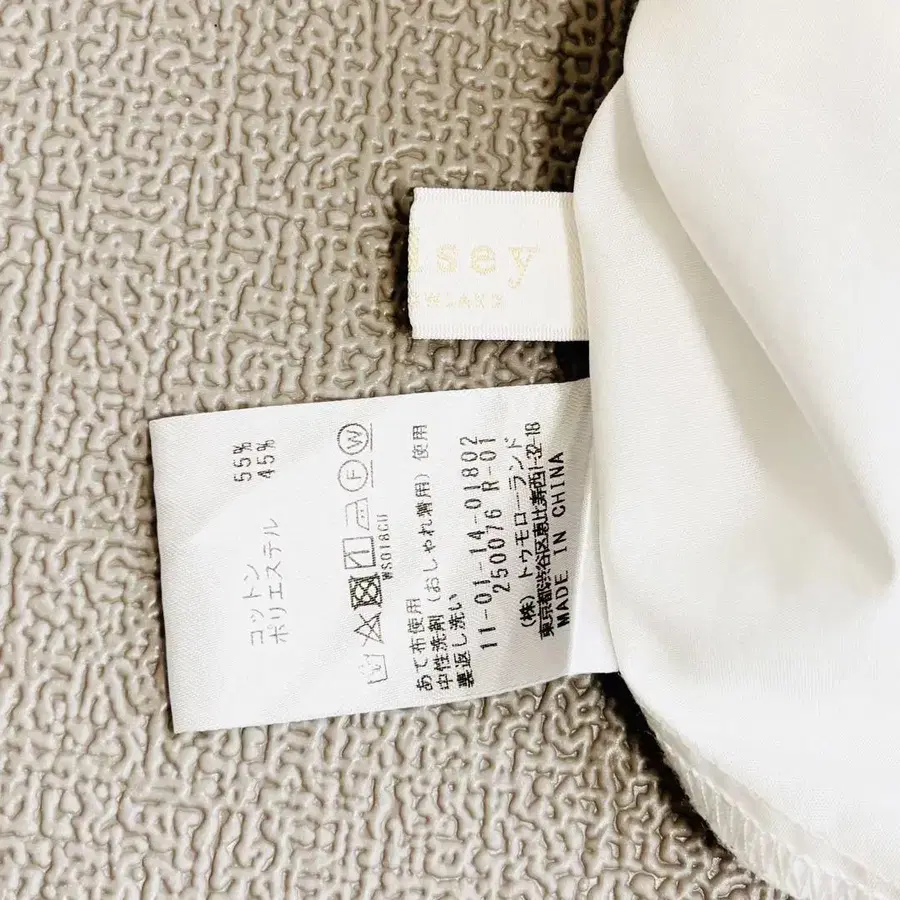 sey
コットン 55%
ポリエステル 45%
W
F
WS018CU
あて布使用
中性洗剤(おしゃれ着用)使用
裏返し洗い
11-01-14-01802
250076 R-01
(株)トゥモローランド
東京都渋谷区恵比寿西1-32-18
MADE IN CHINA